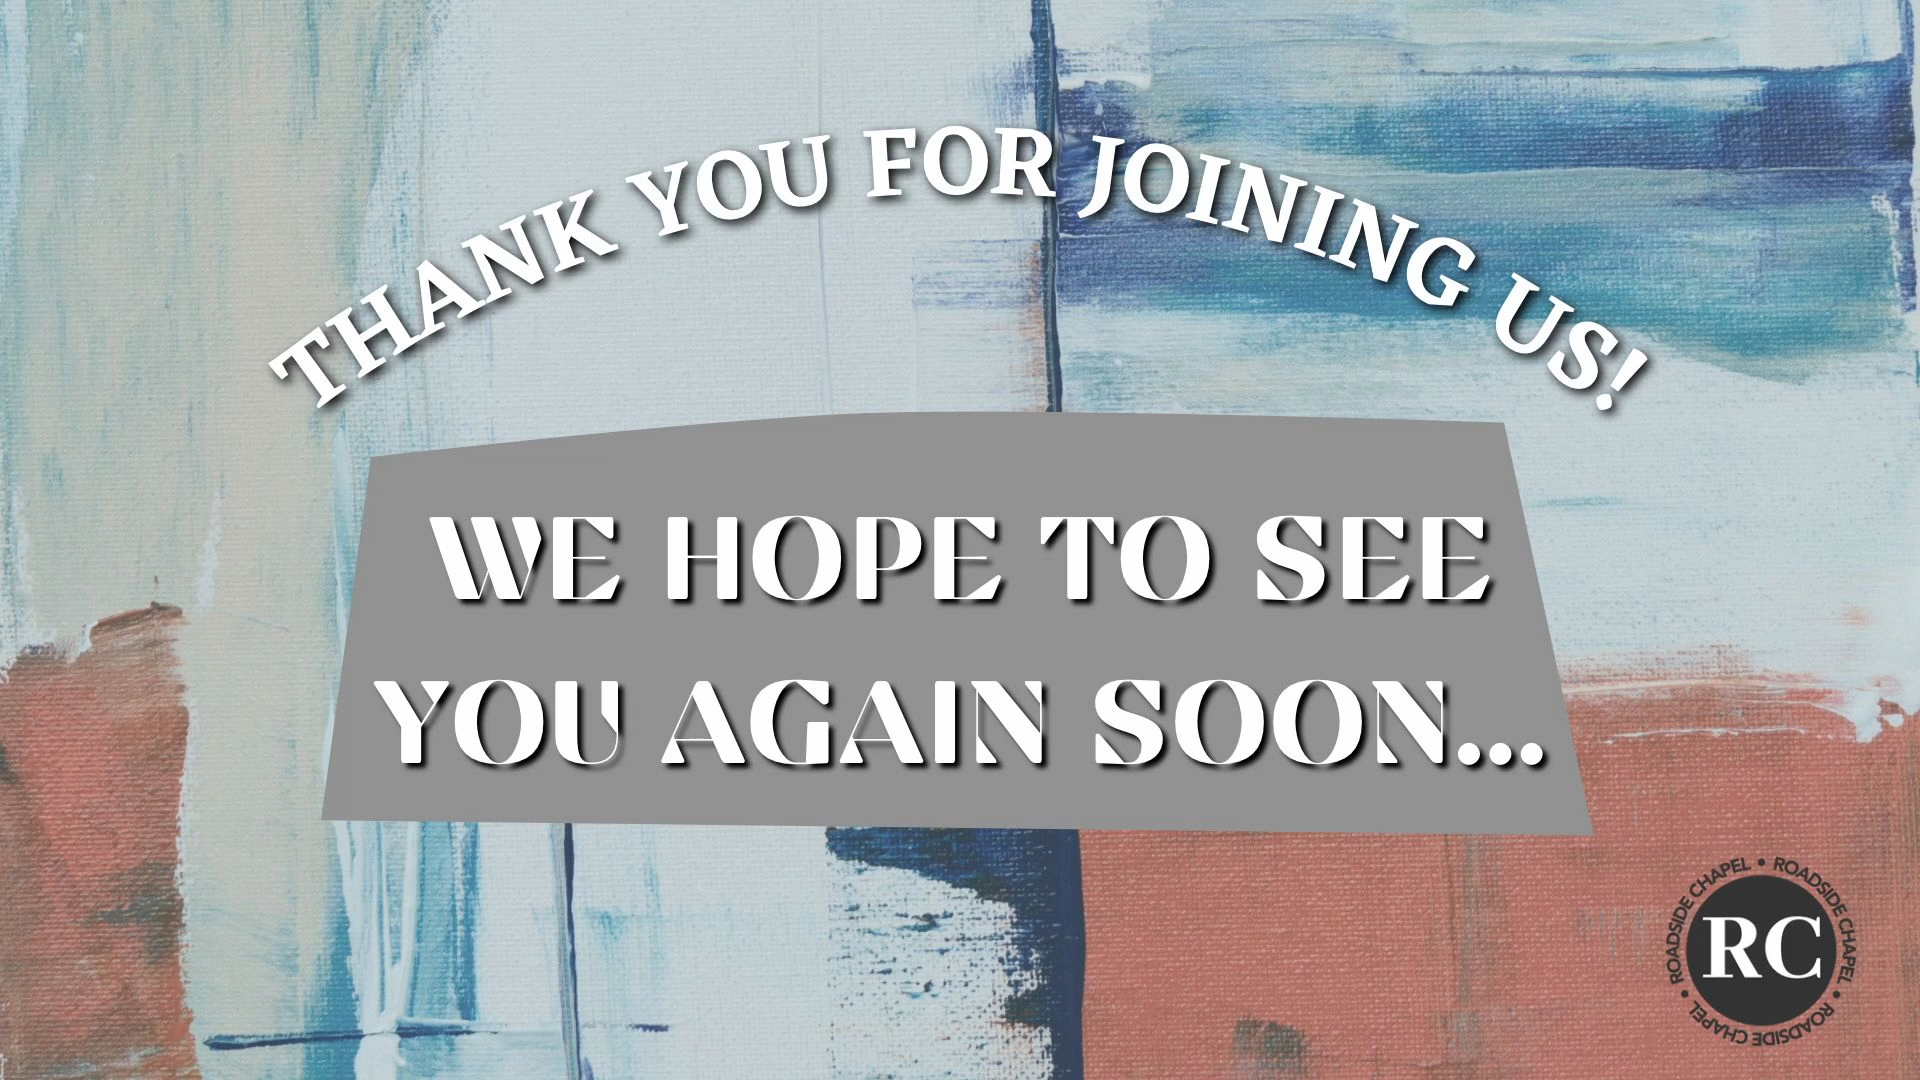 THANK YOU FOR JOINING US!
WE HOPE TO SEE
YOU AGAIN SOON...
ROADSIDE CHAPEL • ROADSIDE CHAPEL • ROADSIDE CHAPEL •
RC